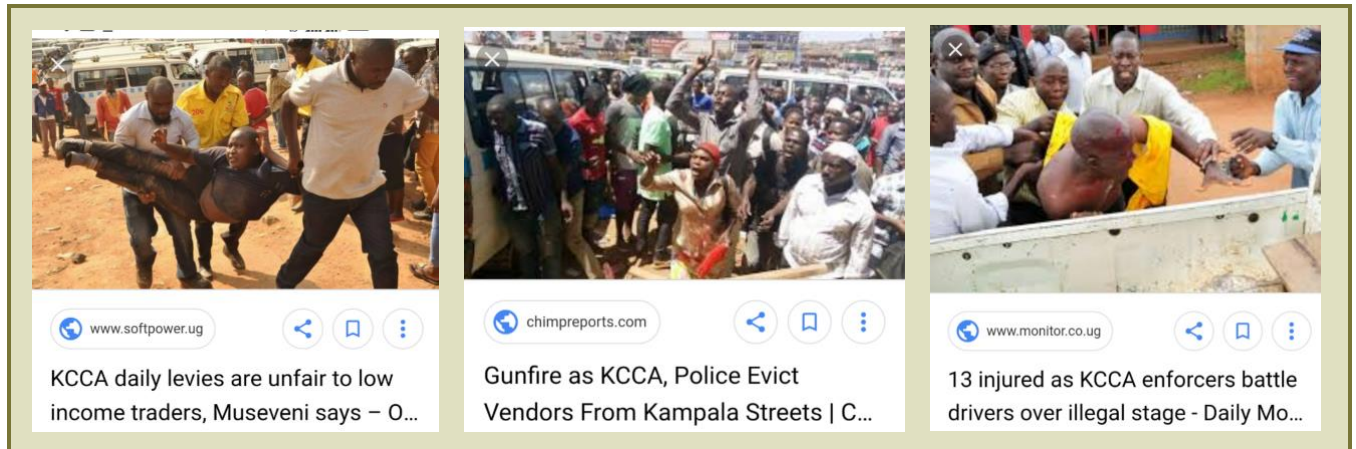 www.softpower.ug
KCCA daily levies are unfair to low
income traders, Museveni says – O...
chimpreports.com
Gunfire as KCCA, Police Evict
Vendors From Kampala Streets | C...
www.monitor.co.ug
13 injured as KCCA enforcers battle
drivers over illegal stage - Daily Mo...